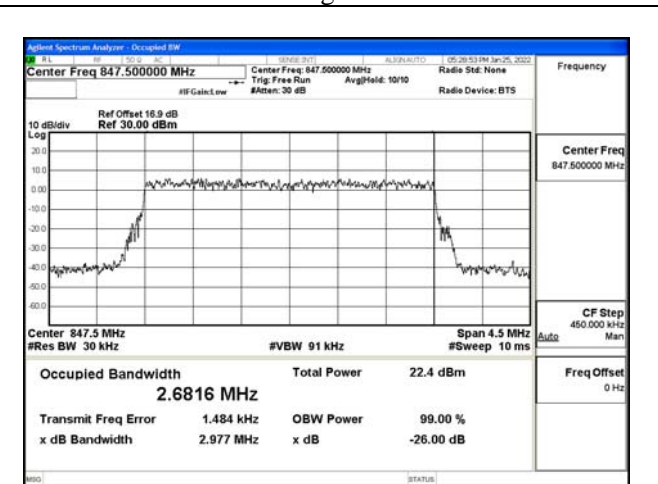 Agilent Spectrum Analyzer - Occupied BW
RL RF 50 Ω AC SENSE:INT ALIGN AUTO 05:28:53 PM Jan 25, 2022
Center Freq 847.500000 MHz
Center Freq: 847.500000 MHz
Radio Std: None
Trig: Free Run Avg|Hold: 10/10
#IFGain:Low #Atten: 30 dB Radio Device: BTS
Frequency
Ref Offset 16.9 dB
10 dB/div Ref 30.00 dBm
Log
20.0
10.0
0.00
-10.0
-20.0
-30.0
-40.0
-50.0
-60.0
Center Freq
847.500000 MHz
CF Step
450.000 kHz
Auto Man
Center 847.5 MHz Span 4.5 MHz
#Res BW 30 kHz #VBW 91 kHz #Sweep 10 ms
Occupied Bandwidth Total Power 22.4 dBm
2.6816 MHz
Transmit Freq Error 1.484 kHz OBW Power 99.00 %
x dB Bandwidth 2.977 MHz x dB -26.00 dB
Freq Offset
0 Hz
MSG STATUS